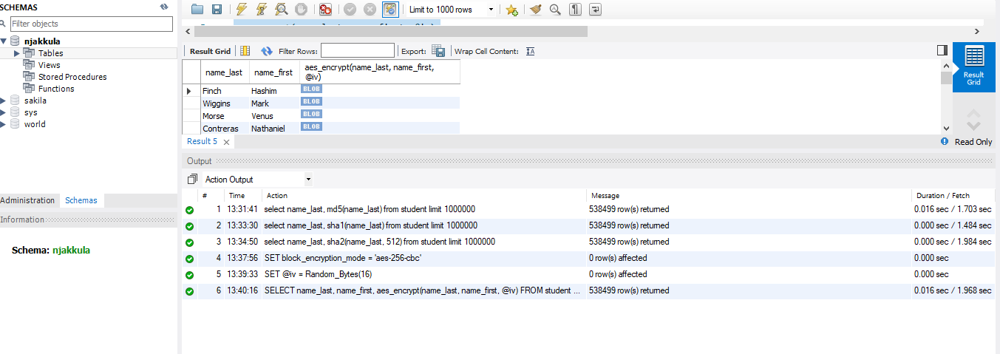 SCHEMAS
Filter objects
njakkula
Tables
Views
Stored Procedures
Functions
sakila
sys
world
Administration Schemas
Information
Schema: njakkula
Limit to 1000 rows
Result Grid Filter Rows: Export: Wrap Cell Content:
name_last name_first aes_encrypt(name_last, name_first,
@iv)
Finch Hashim BLOB
Wiggins Mark BLOB
Morse Venus BLOB
Contreras Nathaniel BLOB
Result
Grid
Result 5 Read Only
Output
Action Output
# Time Action Message Duration / Fetch
1 13:31:41 select name_last, md5(name_last) from student limit 1000000 538499 row(s) returned 0.016 sec / 1.703 sec
2 13:33:30 select name_last, sha1(name_last) from student limit 1000000 538499 row(s) returned 0.000 sec / 1.484 sec
3 13:34:50 select name_last, sha2(name_last, 512) from student limit 1000000 538499 row(s) returned 0.000 sec / 1.984 sec
4 13:37:56 SET block_encryption_mode = 'aes-256-cbc' 0 row(s) affected 0.000 sec
5 13:39:33 SET @iv = Random_Bytes(16) 0 row(s) affected 0.000 sec
6 13:40:16 SELECT name_last, name_first, aes_encrypt(name_last, name_first, @iv) FROM student ... 538499 row(s) returned 0.016 sec / 1.968 sec